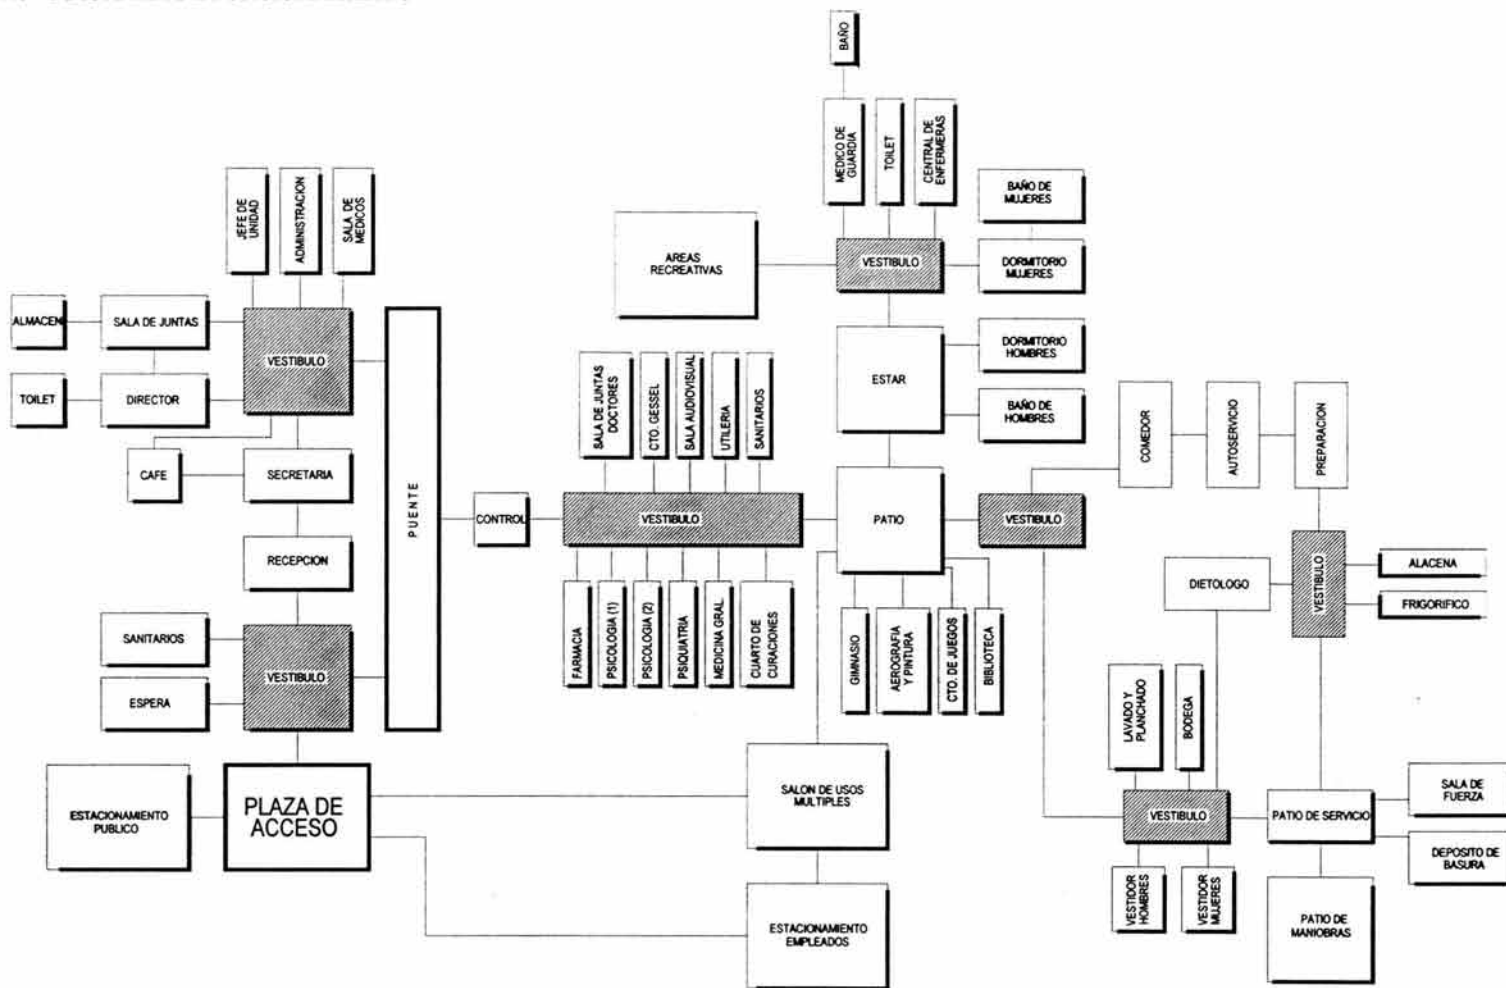 BAÑO
MEDICO DE
GUARDIA
TOILET
CENTRAL DE
ENFERMERAS
JEFE DE
UNIDAD
ADMINISTRACION
SALA DE
MEDICOS
BAÑO DE
MUJERES
AREAS
RECREATIVAS
VESTIBULO
DORMITORIO
MUJERES
ALMACEN
SALA DE JUNTAS
VESTIBULO
DORMITORIO
HOMBRES
ESTAR
TOILET
DIRECTOR
BAÑO DE
HOMBRES
SALA DE JUNTAS
DOCTORES
CTO. GESSEL
SALA AUDIOVISUAL
UTILERIA
SANITARIOS
COMEDOR
AUTOSERVICIO
PREPARACION
CAFE
SECRETARIA
PUENTE
CONTROL
VESTIBULO
PATIO
VESTIBULO
RECEPCION
VESTIBULO
ALACENA
DIETOLOGO
FRIGORIFICO
FARMACIA
PSICOLOGIA (1)
PSICOLOGIA (2)
PSIQUIATRIA
MEDICINA GRAL.
CUARTO DE
CURACIONES
GIMNASIO
AEROGRAFIA
Y PINTURA
CTO. DE JUEGOS
BIBLIOTECA
SANITARIOS
VESTIBULO
ESPERA
LAVADO Y
PLANCHADO
BODEGA
ESTACIONAMIENTO
PUBLICO
PLAZA DE
ACCESO
SALON DE USOS
MULTIPLES
VESTIBULO
PATIO DE SERVICIO
SALA DE
FUERZA
DEPOSITO DE
BASURA
VESTIDOR
HOMBRES
VESTIDOR
MUJERES
PATIO DE
MANIOBRAS
ESTACIONAMIENTO
EMPLEADOS